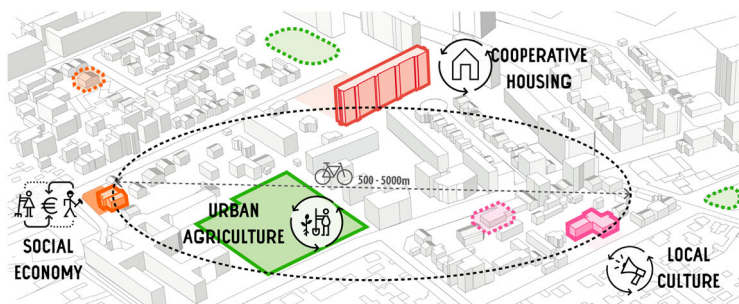 COOPERATIVE
HOUSING
500 - 5000m
URBAN
AGRICULTURE
€
SOCIAL
ECONOMY
LOCAL
CULTURE